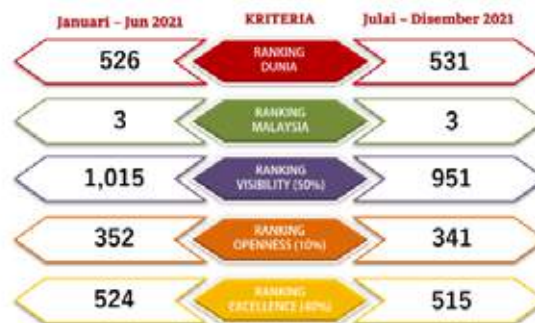 Januari – Jun 2021 KRITERIA Julai – Disember 2021
526 RANKING DUNIA 531
3 RANKING MALAYSIA 3
1,015 RANKING VISIBILITY (50%) 951
352 RANKING OPENNESS (10%) 341
524 RANKING EXCELLENCE (40%) 515